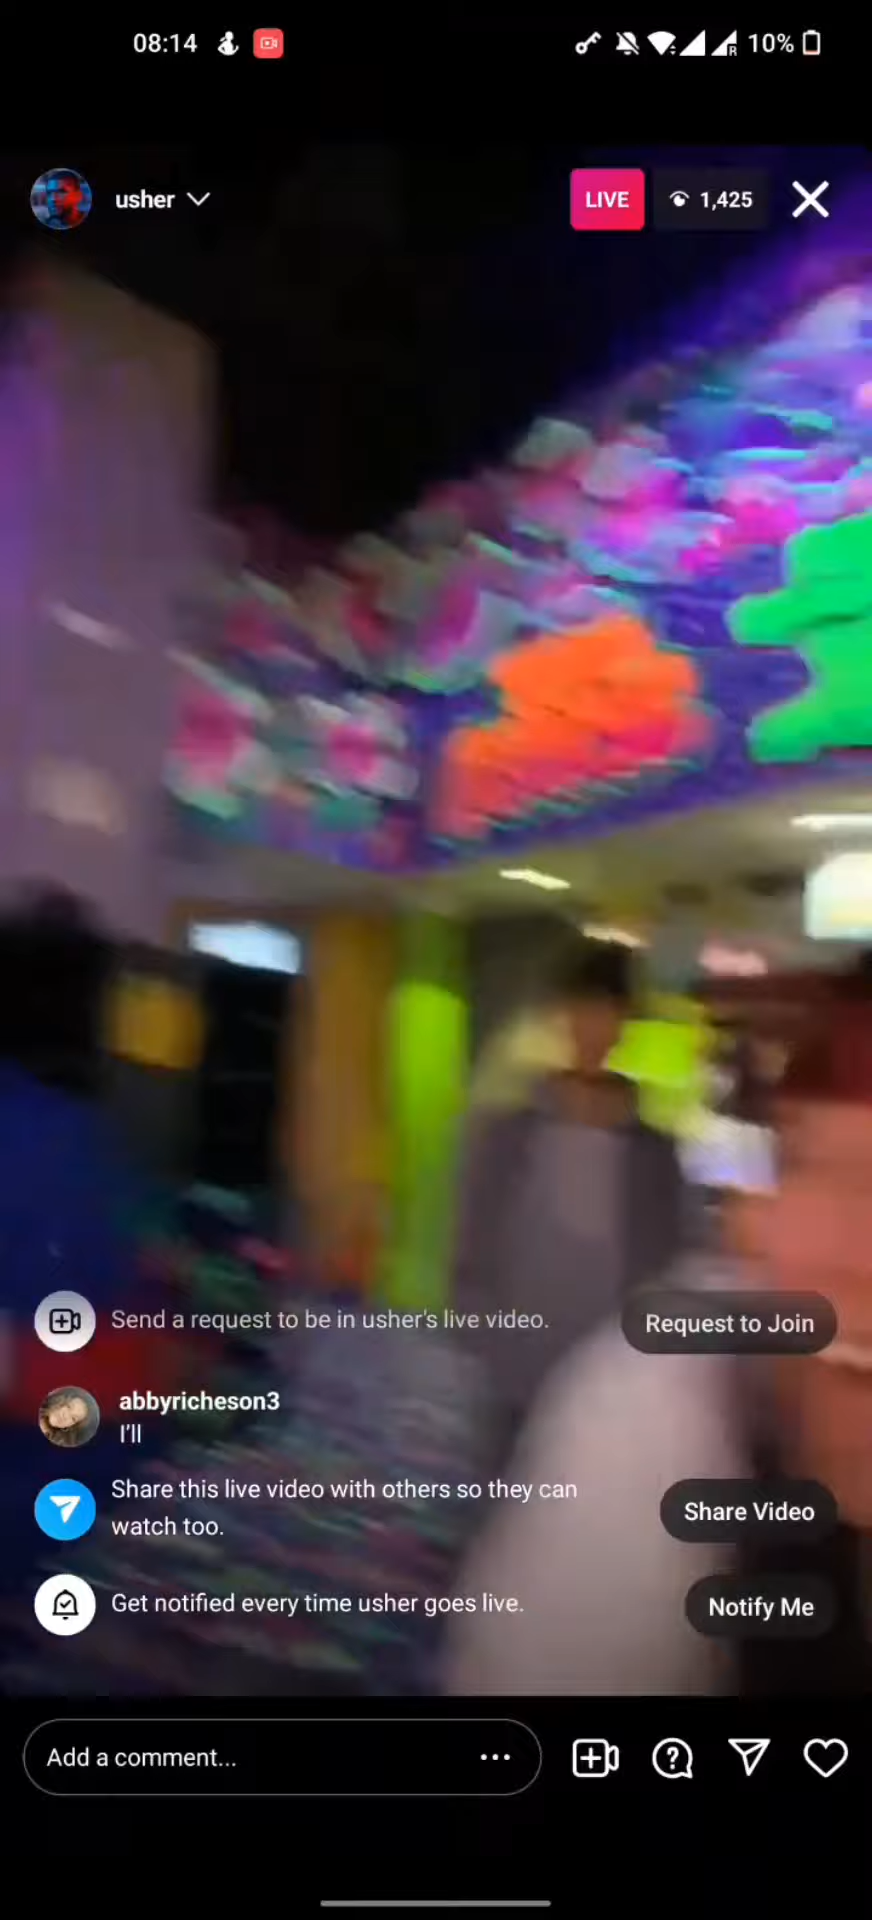 08:14
R 10%
usher
LIVE
1,425
Send a request to be in usher's live video.
Request to Join
abbyricheson3
I'll
Share this live video with others so they can
watch too.
Share Video
Get notified every time usher goes live.
Notify Me
Add a comment...